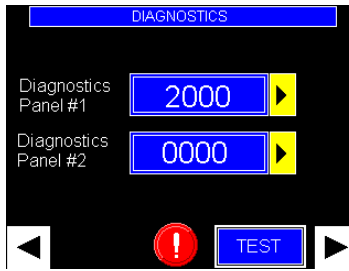 DIAGNOSTICS
Diagnostics
Panel #1
2000
Diagnostics
Panel #2
0000
!
TEST